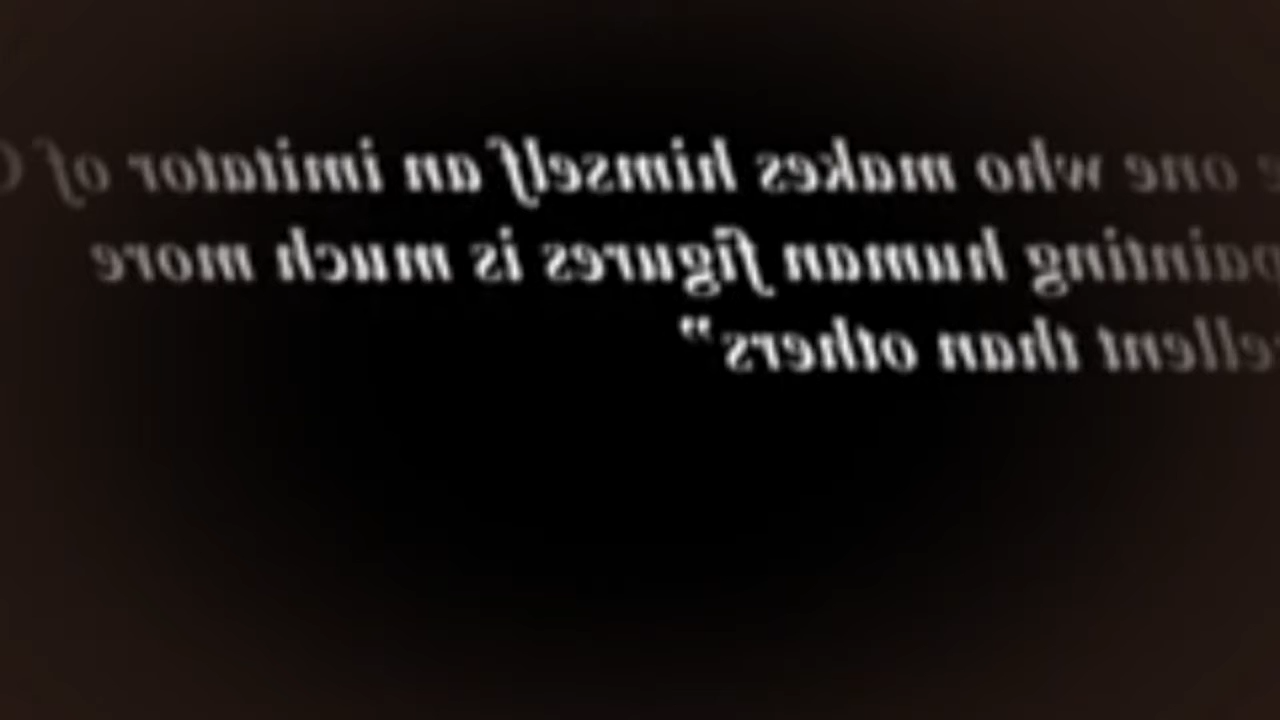 one who makes himself an imitator of
painting human figures is much more
than others"